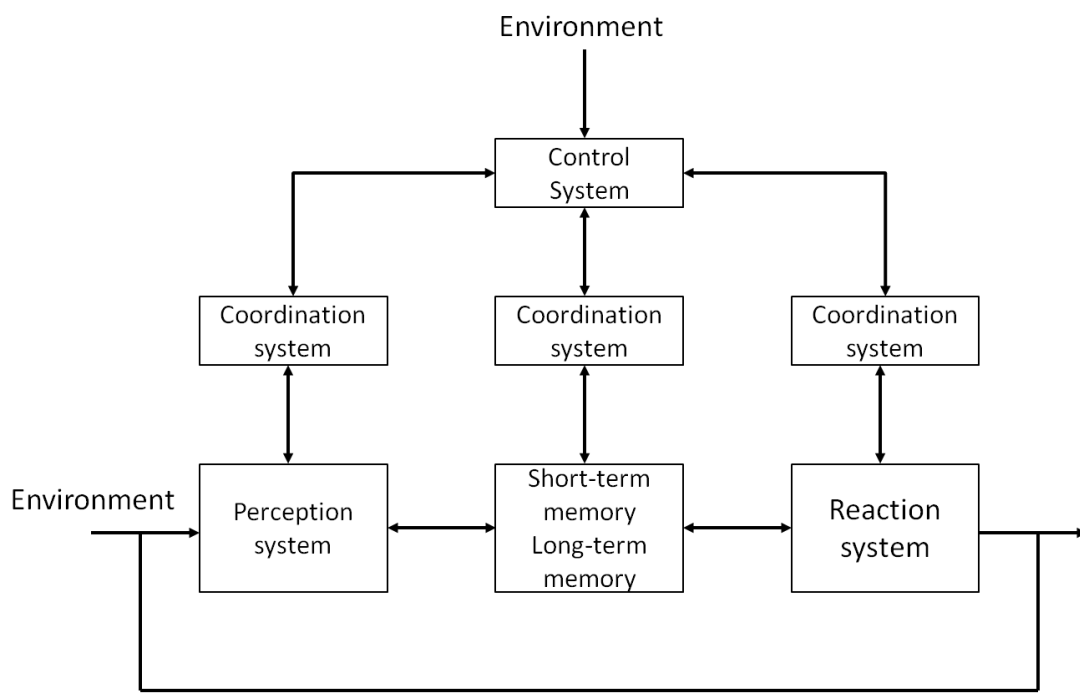 Environment
Control
System
Coordination
system
Coordination
system
Coordination
system
Environment
Perception
system
Short-term
memory
Long-term
memory
Reaction
system